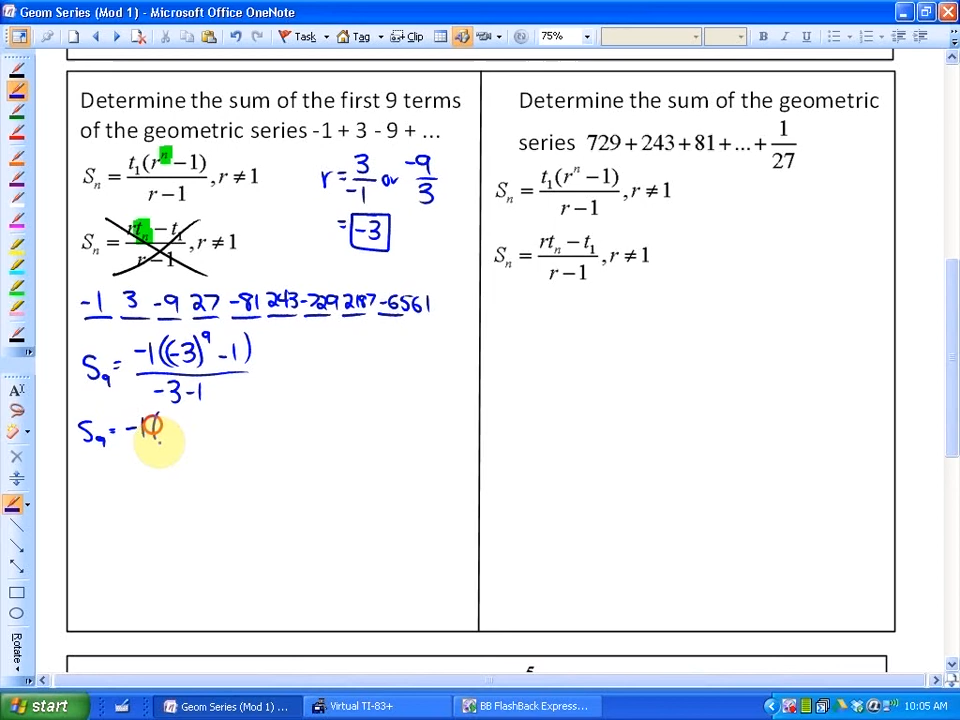 Geom Series (Mod 1) - Microsoft Office OneNote
Task Tag Clip 75% B I U
Determine the sum of the first 9 terms
of the geometric series -1 + 3 - 9 + ...
Sₙ = t₁(rⁿ − 1) / r − 1 , r ≠ 1
r = 3/-1 or -9/3
= -3
Sₙ = rtₙ − t₁ / r − 1 , r ≠ 1
-1 3 -9 27 -81 243 -729 2187 -6561
S₉ = -1((-3)⁹ - 1) / -3 - 1
S₉ = -1(
Determine the sum of the geometric
series 729 + 243 + 81 + ... + 1/27
Sₙ = t₁(rⁿ − 1) / r − 1 , r ≠ 1
Sₙ = rtₙ − t₁ / r − 1 , r ≠ 1
Rotate
start Geom Series (Mod 1) ... Virtual TI-83+ BB FlashBack Express... 10:05 AM